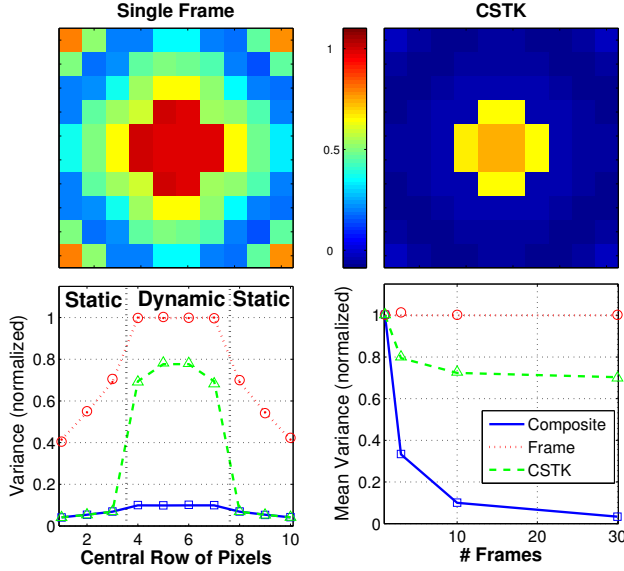 Single Frame
CSTK
1
0.5
0
Static
Dynamic
Static
Variance (normalized)
1
0.8
0.6
0.4
0.2
0
2
4
6
8
10
Central Row of Pixels
Mean Variance (normalized)
1
0.8
0.6
0.4
0.2
0
Composite
Frame
CSTK
0
10
20
30
# Frames